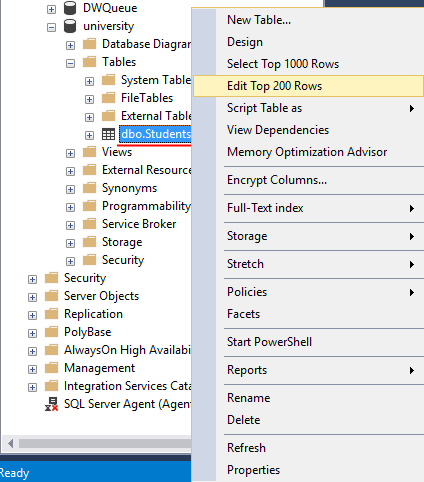 DWQueue
university
Database Diagra
Tables
System Table
FileTables
External Table
dbo.Students
Views
External Resource
Synonyms
Programmability
Service Broker
Storage
Security
Security
Server Objects
Replication
PolyBase
AlwaysOn High Availabi
Management
Integration Services Cata
SQL Server Agent (Agen
Ready
New Table...
Design
Select Top 1000 Rows
Edit Top 200 Rows
Script Table as
View Dependencies
Memory Optimization Advisor
Encrypt Columns...
Full-Text index
Storage
Stretch
Policies
Facets
Start PowerShell
Reports
Rename
Delete
Refresh
Properties